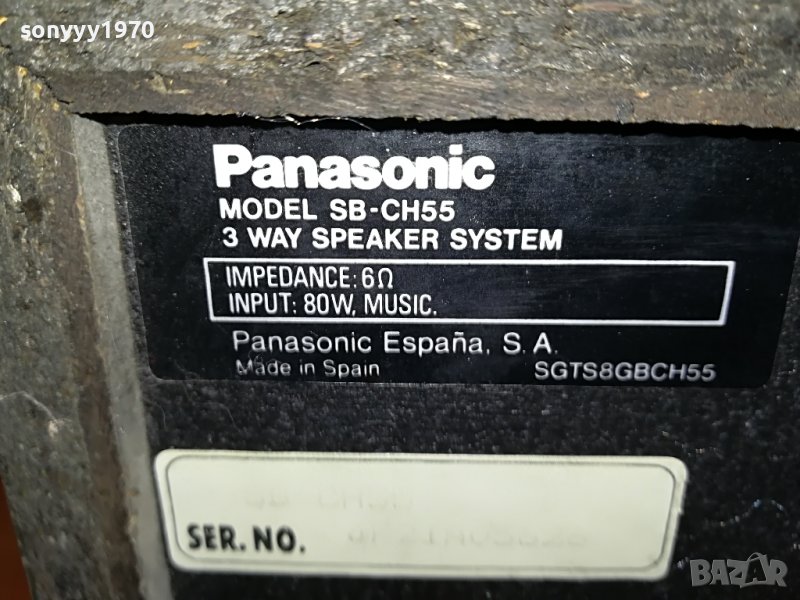 sonyyy1970
Panasonic
MODEL SB-CH55
3 WAY SPEAKER SYSTEM
IMPEDANCE: 6Ω
INPUT: 80W, MUSIC.
Panasonic España, S. A.
Made in Spain SGTS8GBCH55
SER. NO.
BAZAR